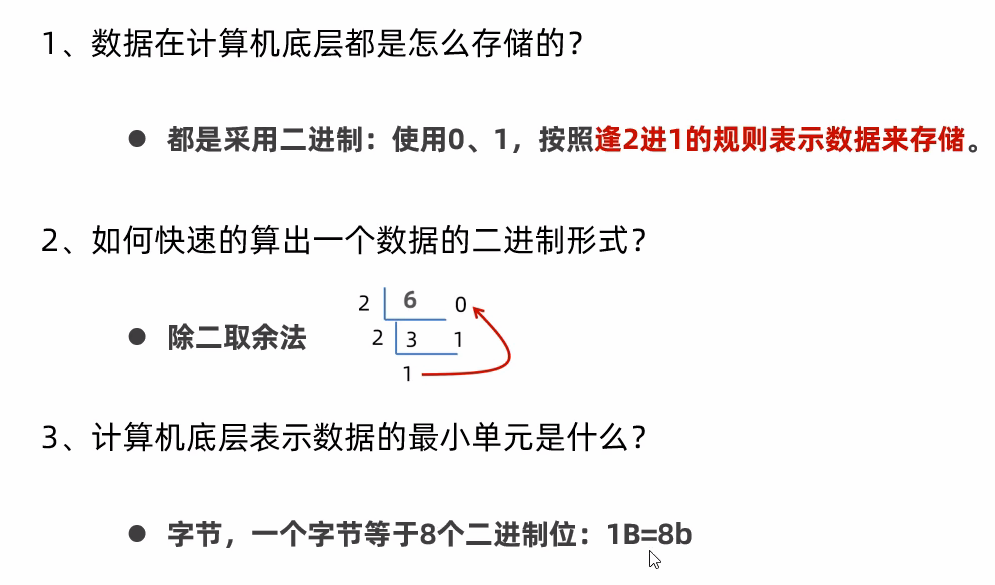 1、数据在计算机底层都是怎么存储的？
● 都是采用二进制：使用0、1，按照逢2进1的规则表示数据来存储。
2、如何快速的算出一个数据的二进制形式？
2 6 0
● 除二取余法
2 3 1
1
3、计算机底层表示数据的最小单元是什么？
● 字节，一个字节等于8个二进制位：1B=8b